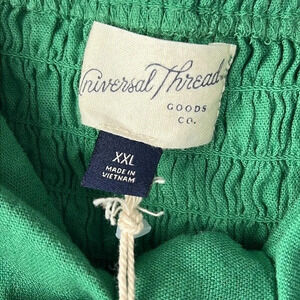 Universal Thread
GOODS
CO.
XXL
MADE IN
VIETNAM